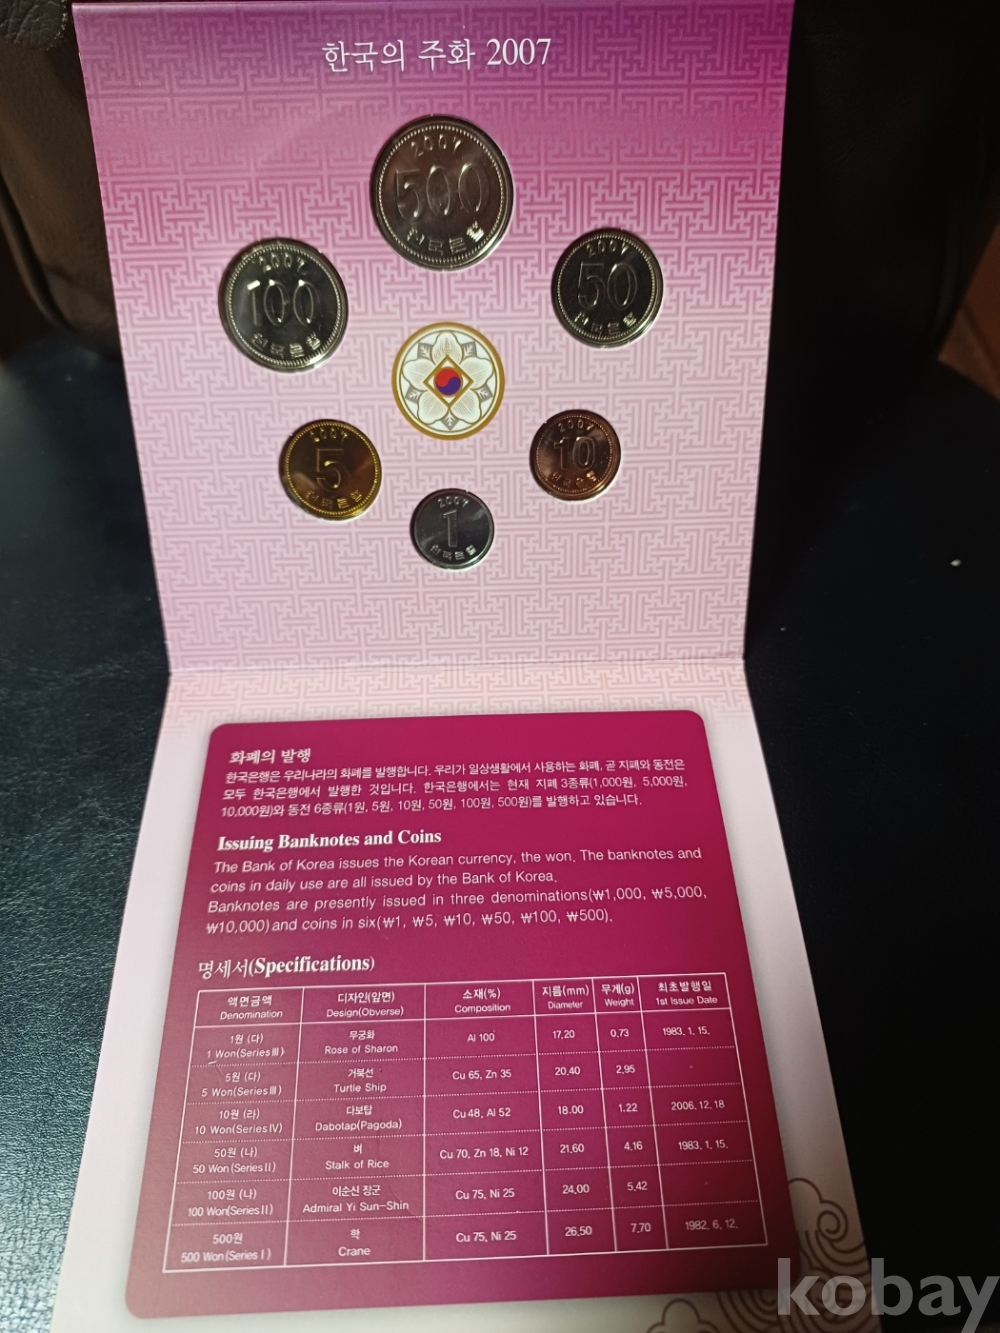 한국의 주화 2007
2007
500
한국은행
2007
100
한국은행
2007
50
한국은행
2007
5
한국은행
2007
10
한국은행
2007
1
한국은행
화폐의 발행
한국은행은 우리나라의 화폐를 발행합니다. 우리가 일상생활에서 사용하는 화폐, 곧 지폐와 동전은
모두 한국은행에서 발행한 것입니다. 한국은행에서는 현재 지폐 3종류(1,000원, 5,000원,
10,000원)와 동전 6종류(1원, 5원, 10원, 50원, 100원, 500원)를 발행하고 있습니다.
Issuing Banknotes and Coins
The Bank of Korea issues the Korean currency, the won. The banknotes and
coins in daily use are all issued by the Bank of Korea.
Banknotes are presently issued in three denominations(₩1,000, ₩5,000,
₩10,000) and coins in six(₩1, ₩5, ₩10, ₩50, ₩100, ₩500).
명세서(Specifications)
액면금액 디자인(앞면) 소재(%) 지름(mm) 무게(g) 최초발행일
Denomination Design(Obverse) Composition Diameter Weight 1st Issue Date
1원 (다) 무궁화 Al 100 17.20 0.73 1983. 1. 15.
1 Won(SeriesⅢ) Rose of Sharon
5원 (다) 거북선 Cu 65, Zn 35 20.40 2.95
5 Won(SeriesⅢ) Turtle Ship
10원 (라) 다보탑 Cu 48, Al 52 18.00 1.22 2006. 12. 18
10 Won(SeriesⅣ) Dabotap(Pagoda)
50원 (나) 벼 Cu 70, Zn 18, Ni 12 21.60 4.16 1983. 1. 15.
50 Won(SeriesⅡ) Stalk of Rice
100원 (나) 이순신 장군 Cu 75, Ni 25 24.00 5.42
100 Won(SeriesⅡ) Admiral Yi Sun-Shin
500원 학 Cu 75, Ni 25 26.50 7.70 1982. 6. 12.
500 Won(SeriesⅠ) Crane
kobay